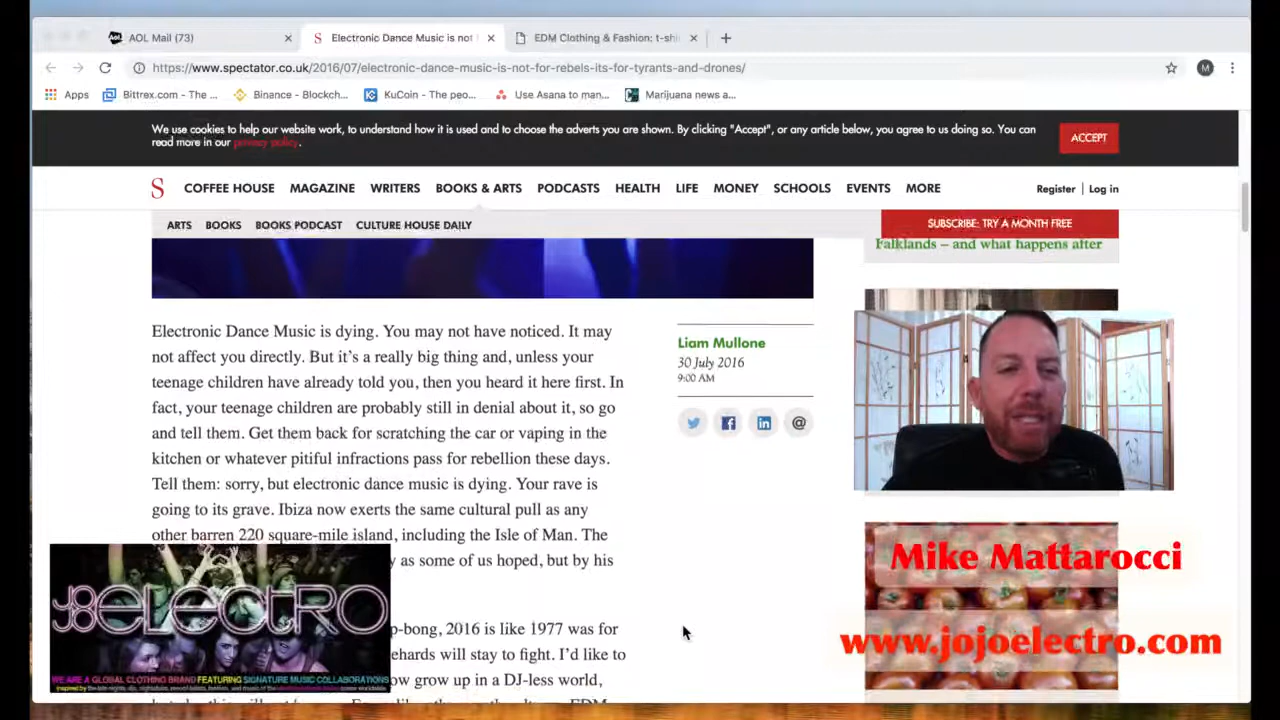 Aol.
AOL Mail (73)
Electronic Dance Music is not
EDM Clothing & Fashion: t-shi
https://www.spectator.co.uk/2016/07/electronic-dance-music-is-not-for-rebels-its-for-tyrants-and-drones/
M
Apps
Bittrex.com - The ...
Binance - Blockch...
KuCoin - The peo...
Use Asana to man...
Marijuana news a...
We use cookies to help our website work, to understand how it is used and to choose the adverts you are shown. By clicking "Accept", or any article below, you agree to us doing so. You can
read more in our privacy policy.
ACCEPT
S
COFFEE HOUSE
MAGAZINE
WRITERS
BOOKS & ARTS
PODCASTS
HEALTH
LIFE
MONEY
SCHOOLS
EVENTS
MORE
Register | Log in
ARTS
BOOKS
BOOKS PODCAST
CULTURE HOUSE DAILY
SUBSCRIBE: TRY A MONTH FREE
Falklands – and what happens after
Electronic Dance Music is dying. You may not have noticed. It may
not affect you directly. But it's a really big thing and, unless your
teenage children have already told you, then you heard it here first. In
fact, your teenage children are probably still in denial about it, so go
and tell them. Get them back for scratching the car or vaping in the
kitchen or whatever pitiful infractions pass for rebellion these days.
Tell them: sorry, but electronic dance music is dying. Your rave is
going to its grave. Ibiza now exerts the same cultural pull as any
other barren 220 square-mile island, including the Isle of Man. The
y as some of us hoped, but by his
p-bong, 2016 is like 1977 was for
ehards will stay to fight. I'd like to
ow grow up in a DJ-less world,
Liam Mullone
30 July 2016
9:00 AM
Mike Mattarocci
www.jojoelectro.com
ELECTRO
WE ARE A GLOBAL CLOTHING BRAND FEATURING SIGNATURE MUSIC COLLABORATIONS